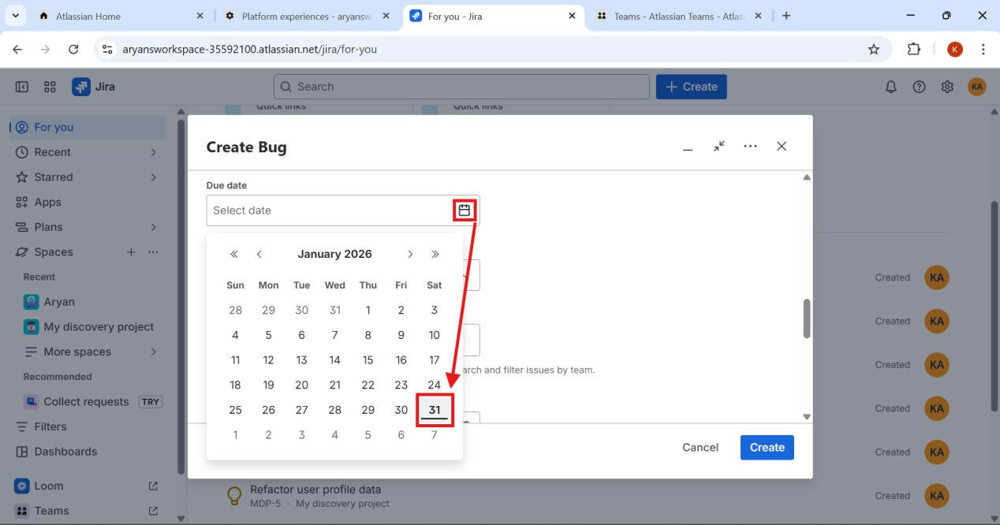 Atlassian Home
Platform experiences - aryansw
For you - Jira
Teams - Atlassian Teams - Atlas
aryansworkspace-35592100.atlassian.net/jira/for-you
K
Jira
Search
Create
KA
Quick links
Quick links
For you
Recent
Starred
Apps
Plans
Spaces
Recent
Aryan
My discovery project
More spaces
Recommended
Collect requests TRY
Filters
Dashboards
Loom
Teams
Create Bug
Due date
Select date
January 2026
Sun Mon Tue Wed Thu Fri Sat
28 29 30 31 1 2 3
4 5 6 7 8 9 10
11 12 13 14 15 16 17
18 19 20 21 22 23 24
25 26 27 28 29 30 31
1 2 3 4 5 6 7
arch and filter issues by team.
Cancel
Create
Created KA
Created KA
Created KA
Created KA
Created KA
Refactor user profile data
MDP-5 · My discovery project
Created KA